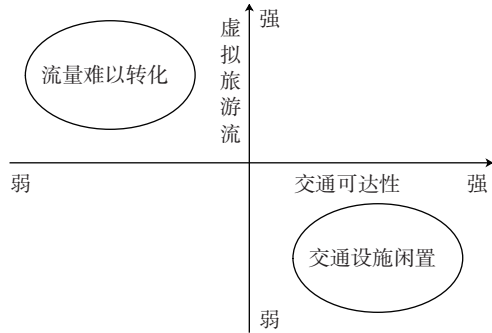 强
虚拟旅游流
流量难以转化
弱
交通可达性
强
交通设施闲置
弱